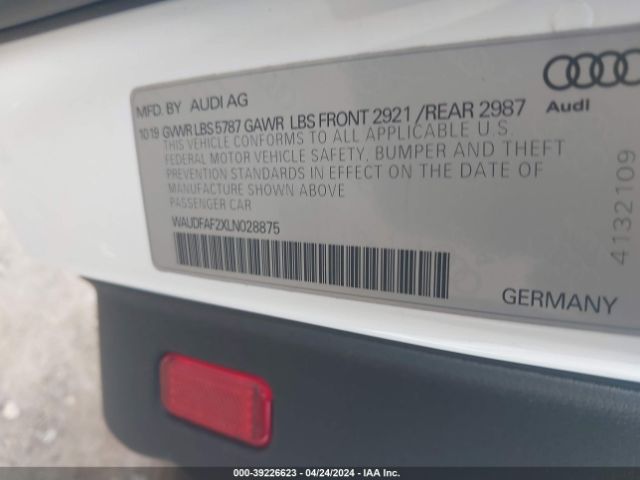 MFD. BY AUDI AG
Audi
1019 GVWR LBS 5787 GAWR LBS FRONT 2921 /REAR 2987
THIS VEHICLE CONFORMS TO ALL APPLICABLE U.S.
FEDERAL MOTOR VEHICLE SAFETY, BUMPER AND THEFT
PREVENTION STANDARDS IN EFFECT ON THE DATE OF
MANUFACTURE SHOWN ABOVE
PASSENGER CAR
WAUDFAF2XLN028875
4132109
GERMANY
000-39226623 - 04/24/2024 - IAA Inc.